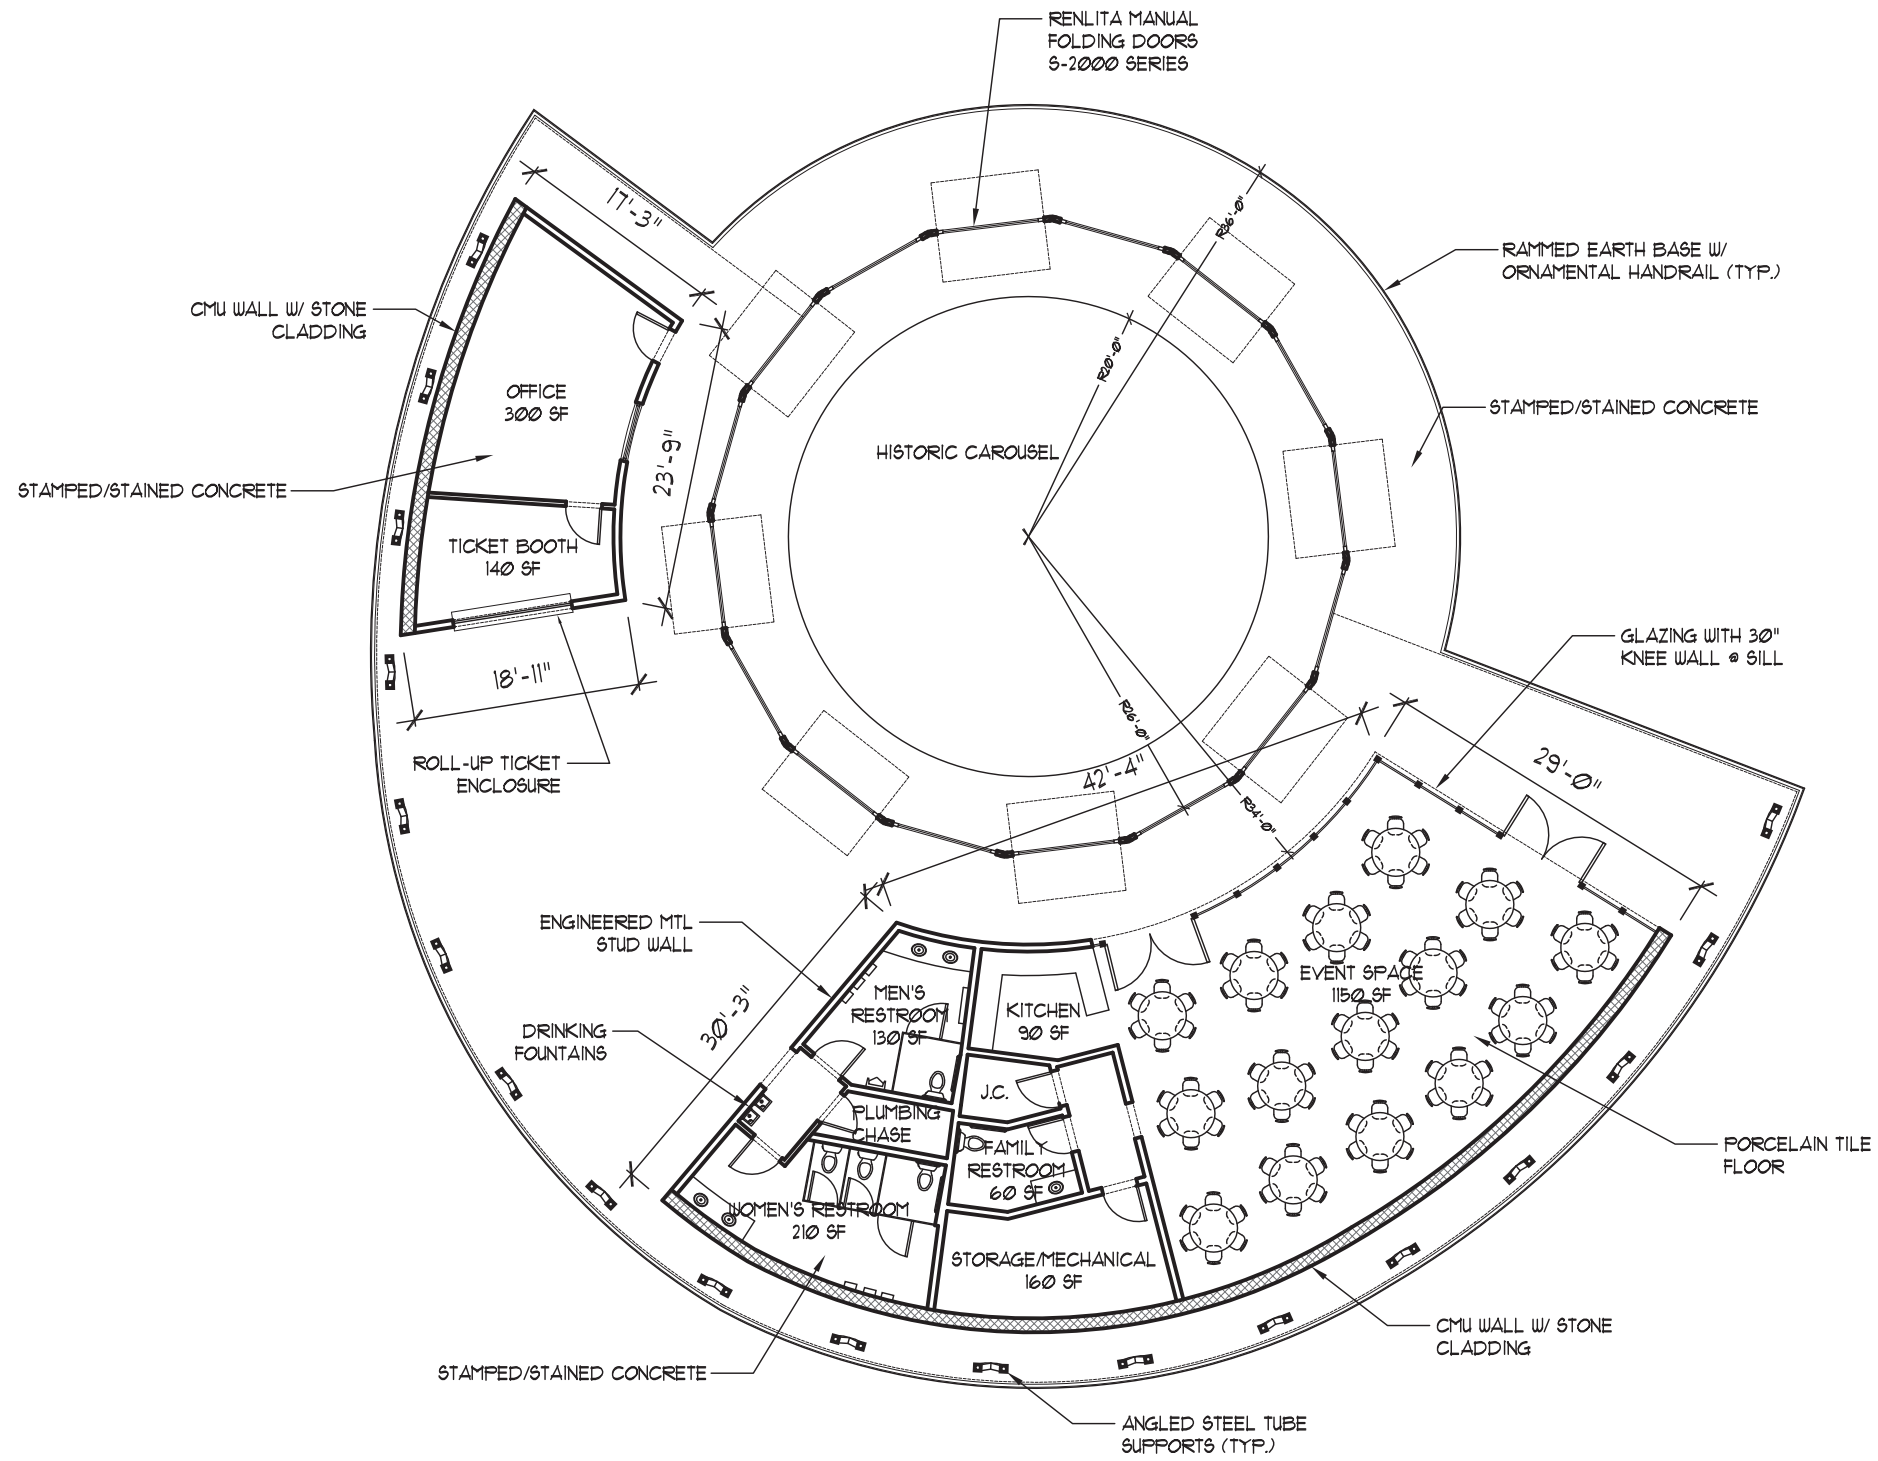 RENLITA MANUAL
FOLDING DOORS
S-2000 SERIES
17'-3"
R36'-0"
RAMMED EARTH BASE W/
ORNAMENTAL HANDRAIL (TYP.)
CMU WALL W/ STONE
CLADDING
R20'-0"
OFFICE
300 SF
STAMPED/STAINED CONCRETE
HISTORIC CAROUSEL
23'-9"
STAMPED/STAINED CONCRETE
TICKET BOOTH
140 SF
GLAZING WITH 30"
KNEE WALL @ SILL
18'-11"
R26'-0"
ROLL-UP TICKET
ENCLOSURE
42'-4"
29'-0"
R34'-0"
ENGINEERED MTL
STUD WALL
EVENT SPACE
1150 SF
MEN'S
RESTROOM
130 SF
KITCHEN
90 SF
30'-3"
DRINKING
FOUNTAINS
J.C.
PLUMBING
CHASE
PORCELAIN TILE
FLOOR
FAMILY
RESTROOM
60 SF
WOMEN'S RESTROOM
210 SF
STORAGE/MECHANICAL
160 SF
CMU WALL W/ STONE
CLADDING
STAMPED/STAINED CONCRETE
ANGLED STEEL TUBE
SUPPORTS (TYP.)